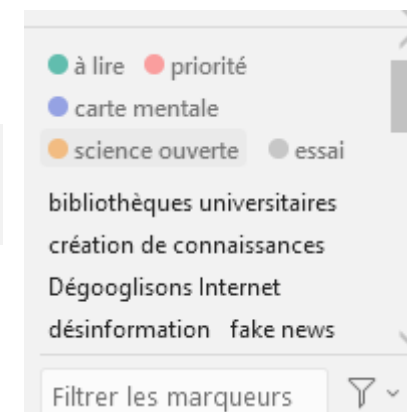 à lire priorité
carte mentale
science ouverte essai
bibliothèques universitaires
création de connaissances
Dégooglisons Internet
désinformation fake news
Filtrer les marqueurs